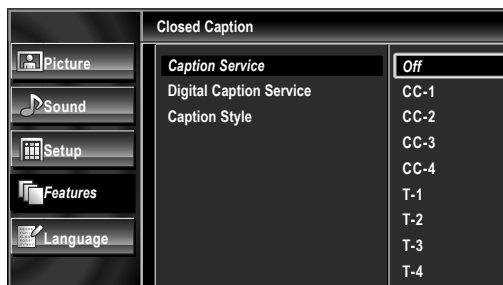 Closed Caption
Picture
Sound
Setup
Features
Language
Caption Service
Digital Caption Service
Caption Style
Off
CC-1
CC-2
CC-3
CC-4
T-1
T-2
T-3
T-4